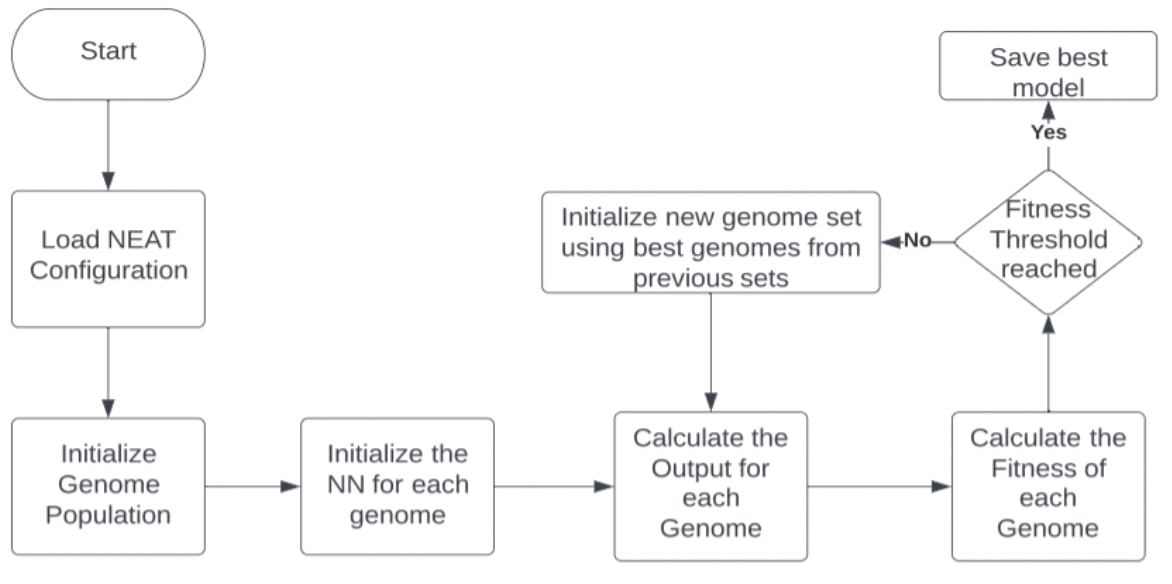 Start
Load NEAT
Configuration
Initialize
Genome
Population
Initialize the
NN for each
genome
Calculate the
Output for
each
Genome
Calculate the
Fitness of
each
Genome
Fitness
Threshold
reached
No
Initialize new genome set
using best genomes from
previous sets
Yes
Save best
model